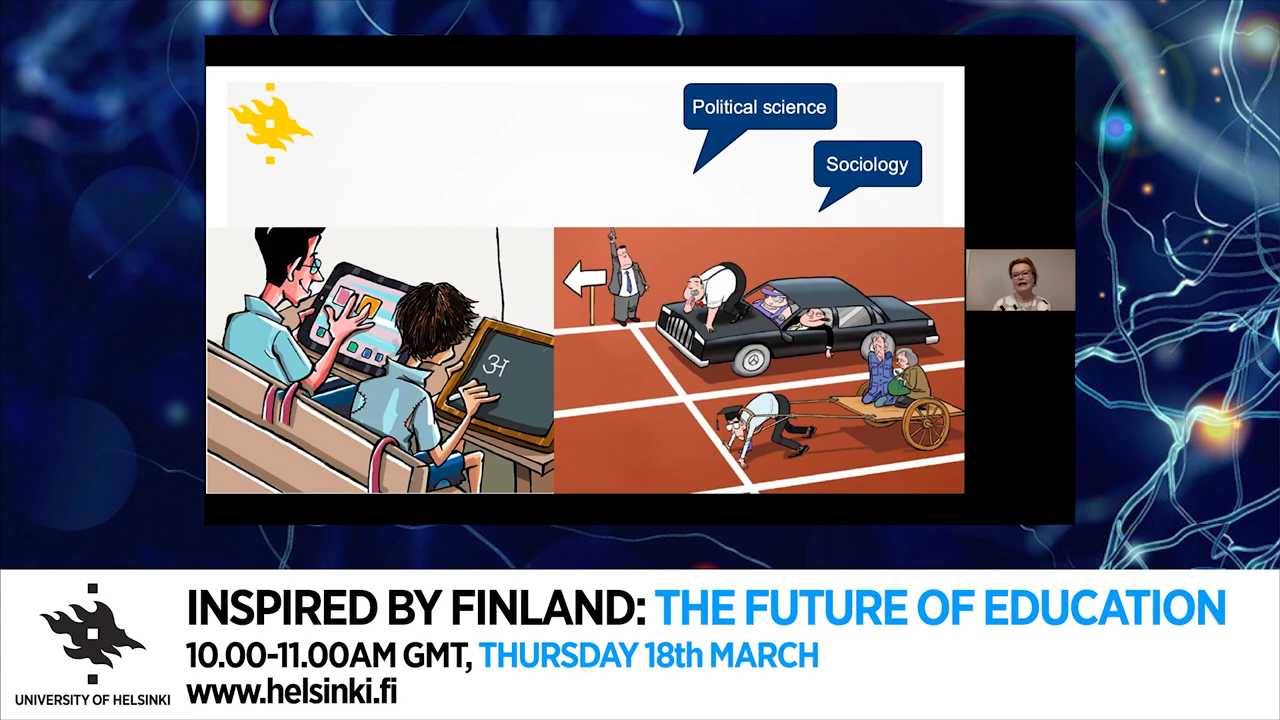 Political science
Sociology
अ
INSPIRED BY FINLAND: THE FUTURE OF EDUCATION
10.00-11.00AM GMT, THURSDAY 18th MARCH
www.helsinki.fi
UNIVERSITY OF HELSINKI